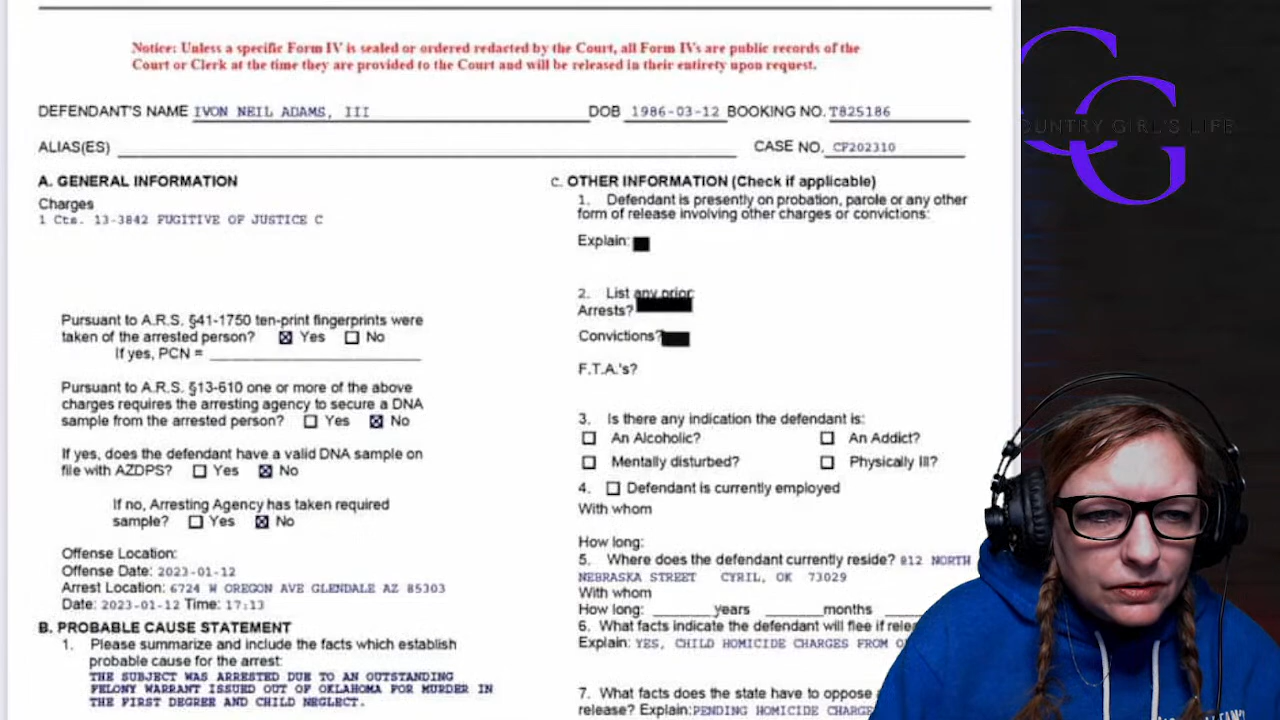 Notice: Unless a specific Form IV is sealed or ordered redacted by the Court, all Form IVs are public records of the
Court or Clerk at the time they are provided to the Court and will be released in their entirety upon request.
DEFENDANT'S NAME IVON NEIL ADAMS, III DOB 1986-03-12 BOOKING NO. T825186
ALIAS(ES) CASE NO. CF202310
A. GENERAL INFORMATION
Charges
1 Cts. 13-3842 FUGITIVE OF JUSTICE C
Pursuant to A.R.S. §41-1750 ten-print fingerprints were
taken of the arrested person? ☒ Yes ☐ No
If yes, PCN =
Pursuant to A.R.S. §13-610 one or more of the above
charges requires the arresting agency to secure a DNA
sample from the arrested person? ☐ Yes ☒ No
If yes, does the defendant have a valid DNA sample on
file with AZDPS? ☐ Yes ☒ No
If no, Arresting Agency has taken required
sample? ☐ Yes ☒ No
Offense Location:
Offense Date: 2023-01-12
Arrest Location: 6724 W OREGON AVE GLENDALE AZ 85303
Date: 2023-01-12 Time: 17:13
B. PROBABLE CAUSE STATEMENT
1. Please summarize and include the facts which establish
probable cause for the arrest:
THE SUBJECT WAS ARRESTED DUE TO AN OUTSTANDING
FELONY WARRANT ISSUED OUT OF OKLAHOMA FOR MURDER IN
THE FIRST DEGREE AND CHILD NEGLECT.
C. OTHER INFORMATION (Check if applicable)
1. Defendant is presently on probation, parole or any other
form of release involving other charges or convictions:
Explain:
2. List any prior:
Arrests?
Convictions?
F.T.A.'s?
3. Is there any indication the defendant is:
☐ An Alcoholic? ☐ An Addict?
☐ Mentally disturbed? ☐ Physically Ill?
4. ☐ Defendant is currently employed
With whom
How long:
5. Where does the defendant currently reside? 812 NORTH
NEBRASKA STREET CYRIL, OK 73029
With whom
How long: years months
6. What facts indicate the defendant will flee if
Explain: YES, CHILD HOMICIDE CHARGES FROM
7. What facts does the state have to oppose
release? Explain: PENDING HOMICIDE
CG
COUNTRY GIRL'S LIFE